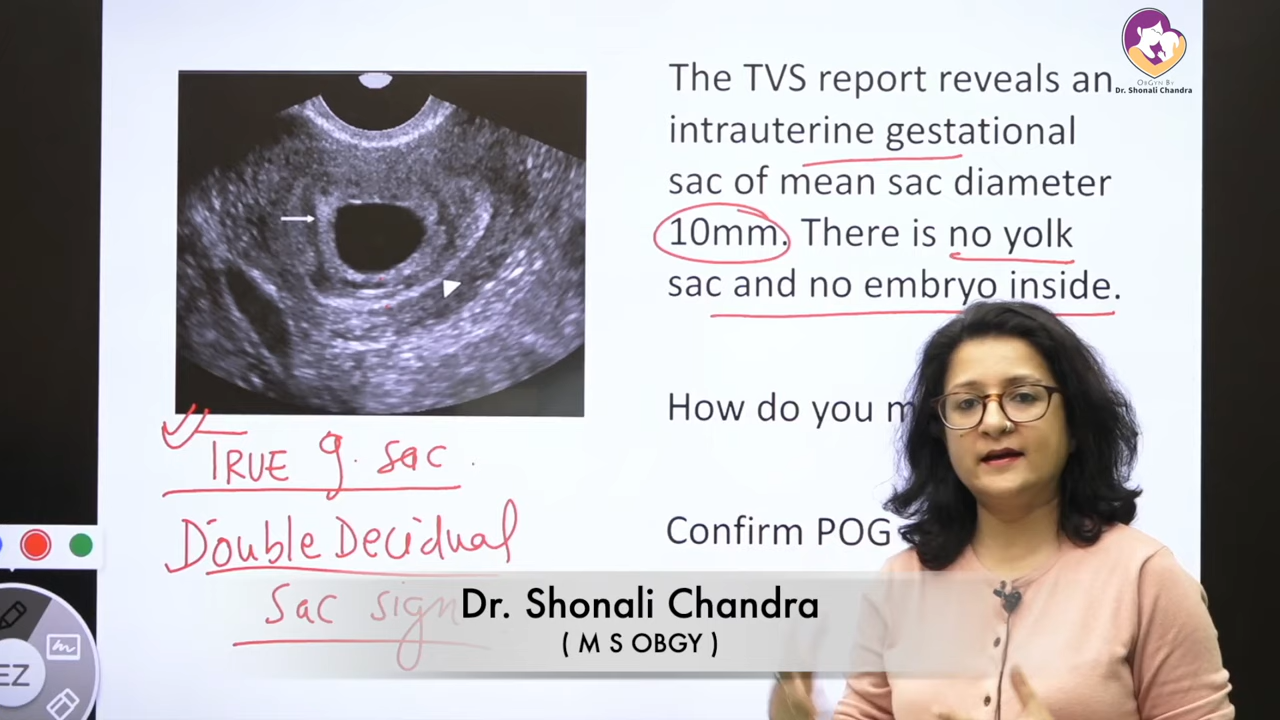 ObGyn By
Dr. Shonali Chandra
The TVS report reveals an
intrauterine gestational
sac of mean sac diameter
10mm. There is no yolk
sac and no embryo inside.
How do you m
Confirm POG
TRUE g. sac.
Double Decidual
Sac sign
Dr. Shonali Chandra
( M S OBGY )
EZ
m